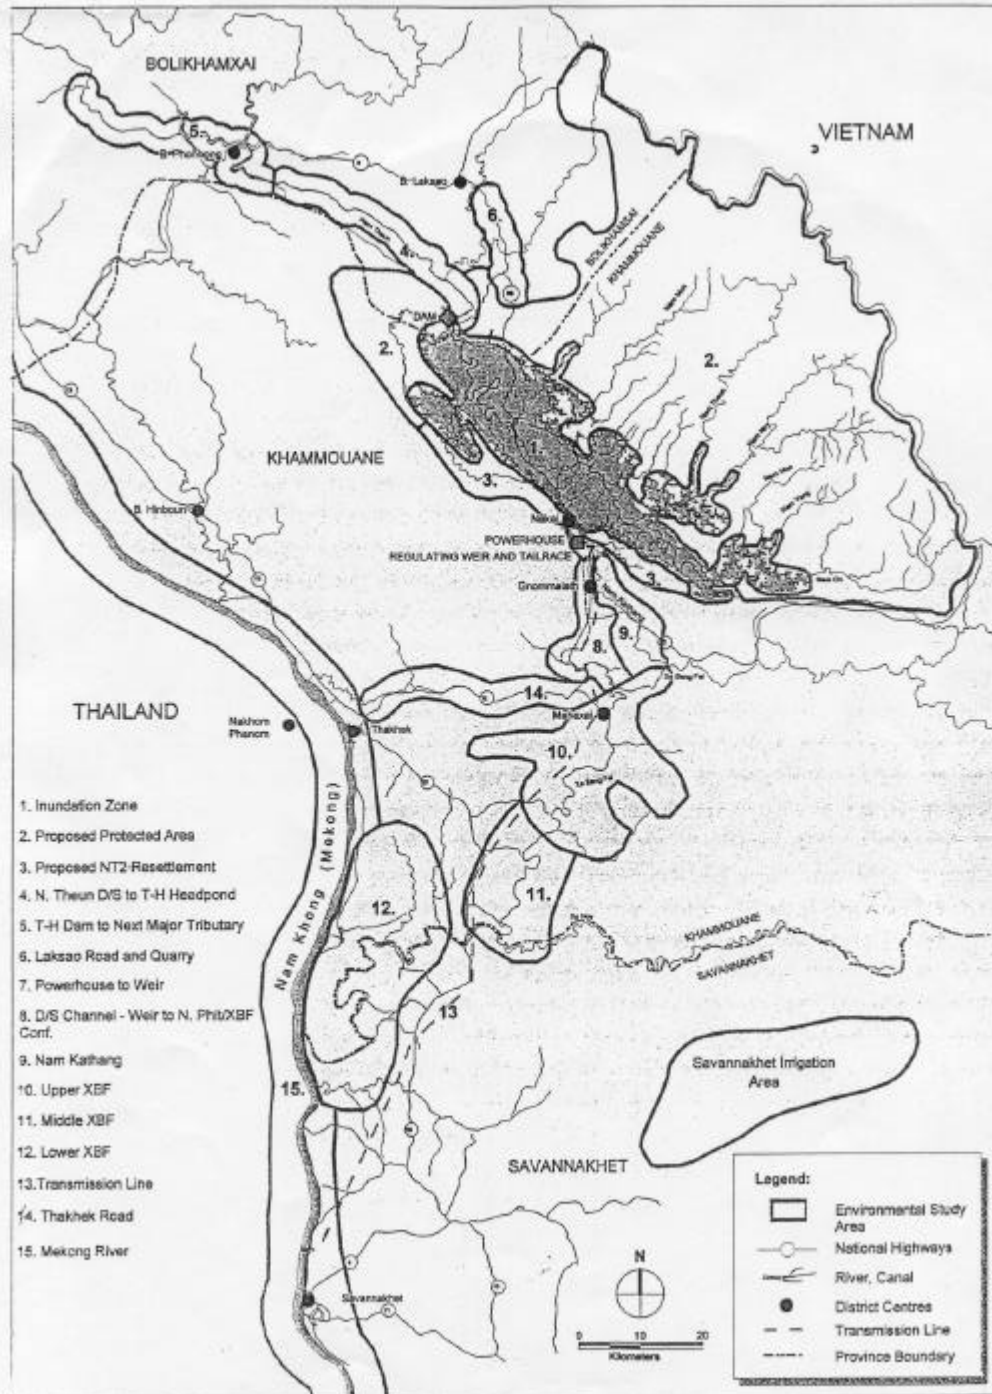 BOLIKHAMXAI
VIETNAM
5.
B. Phonhong
B. Laksao
6.
BOLIKHAMXAI
KHAMMOUANE
4.
DAM
2.
2.
1.
KHAMMOUANE
3.
B. Hinboun
Nakai
POWERHOUSE
REGULATING WEIR AND TAILRACE
Gnommalath
3.
9.
8.
14.
THAILAND
Nakhom
Phanom
Thakhek
Mahaxai
10.
Nam Khong (Mekong)
11.
12.
KHAMMOUANE
SAVANNAKHET
13
15.
Savannakhet Irrigation
Area
SAVANNAKHET
Savannakhet
1. Inundation Zone
2. Proposed Protected Area
3. Proposed NT2-Resettlement
4. N. Theun D/S to T-H Headpond
5. T-H Dam to Next Major Tributary
6. Laksao Road and Quarry
7. Powerhouse to Weir
8. D/S Channel - Weir to N. Phit/XBF
Conf.
9. Nam Kathang
10. Upper XBF
11. Middle XBF
12. Lower XBF
13.Transmission Line
14. Thakhek Road
15. Mekong River
N
0 10 20
Kilometers
Legend:
Environmental Study
Area
National Highways
River, Canal
District Centres
Transmission Line
Province Boundary